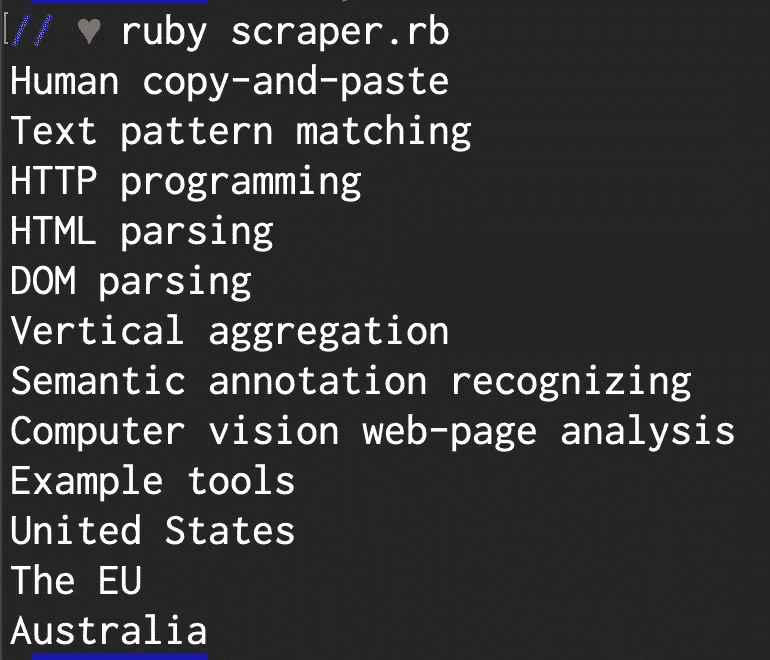 // ♥ ruby scraper.rb
Human copy-and-paste
Text pattern matching
HTTP programming
HTML parsing
DOM parsing
Vertical aggregation
Semantic annotation recognizing
Computer vision web-page analysis
Example tools
United States
The EU
Australia